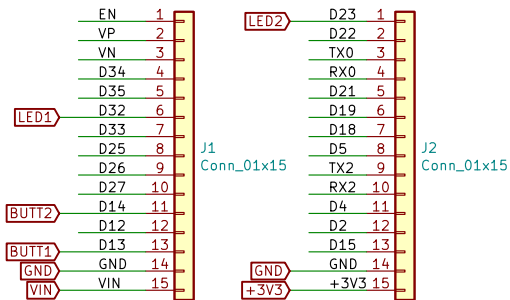 EN 1
VP 2
VN 3
D34 4
D35 5
LED1 D32 6
D33 7
D25 8
D26 9
D27 10
BUTT2 D14 11
D12 12
BUTT1 D13 13
GND GND 14
VIN VIN 15
J1
Conn_01x15
LED2 D23 1
D22 2
TX0 3
RX0 4
D21 5
D19 6
D18 7
D5 8
TX2 9
RX2 10
D4 11
D2 12
D15 13
GND GND 14
+3V3 +3V3 15
J2
Conn_01x15